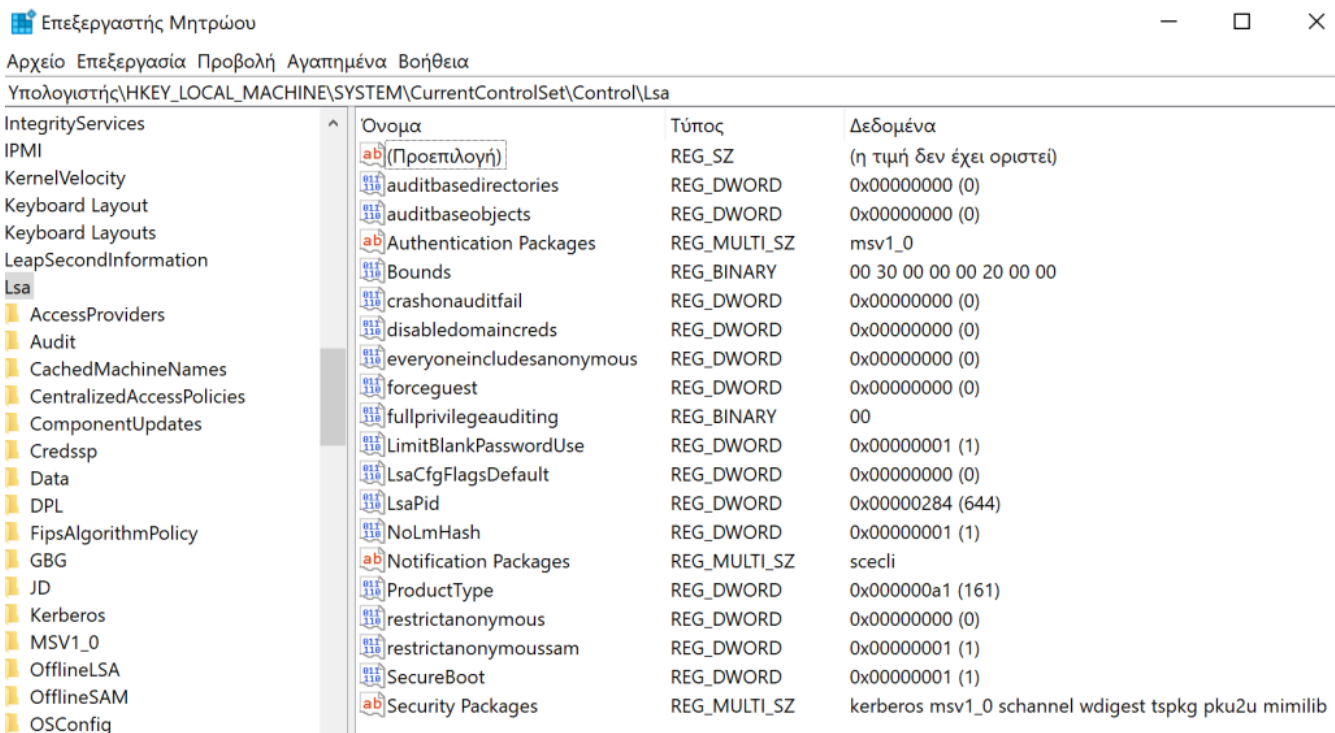 Επεξεργαστής Μητρώου
Αρχείο Επεξεργασία Προβολή Αγαπημένα Βοήθεια
Υπολογιστής\HKEY_LOCAL_MACHINE\SYSTEM\CurrentControlSet\Control\Lsa
IntegrityServices
IPMI
KernelVelocity
Keyboard Layout
Keyboard Layouts
LeapSecondInformation
Lsa
AccessProviders
Audit
CachedMachineNames
CentralizedAccessPolicies
ComponentUpdates
Credssp
Data
DPL
FipsAlgorithmPolicy
GBG
JD
Kerberos
MSV1_0
OfflineLSA
OfflineSAM
OSConfig
Όνομα Τύπος Δεδομένα
(Προεπιλογή) REG_SZ (η τιμή δεν έχει οριστεί)
auditbasedirectories REG_DWORD 0x00000000 (0)
auditbaseobjects REG_DWORD 0x00000000 (0)
Authentication Packages REG_MULTI_SZ msv1_0
Bounds REG_BINARY 00 30 00 00 00 20 00 00
crashonauditfail REG_DWORD 0x00000000 (0)
disabledomaincreds REG_DWORD 0x00000000 (0)
everyoneincludesanonymous REG_DWORD 0x00000000 (0)
forceguest REG_DWORD 0x00000000 (0)
fullprivilegeauditing REG_BINARY 00
LimitBlankPasswordUse REG_DWORD 0x00000001 (1)
LsaCfgFlagsDefault REG_DWORD 0x00000000 (0)
LsaPid REG_DWORD 0x00000284 (644)
NoLmHash REG_DWORD 0x00000001 (1)
Notification Packages REG_MULTI_SZ scecli
ProductType REG_DWORD 0x000000a1 (161)
restrictanonymous REG_DWORD 0x00000000 (0)
restrictanonymoussam REG_DWORD 0x00000001 (1)
SecureBoot REG_DWORD 0x00000001 (1)
Security Packages REG_MULTI_SZ kerberos msv1_0 schannel wdigest tspkg pku2u mimilib